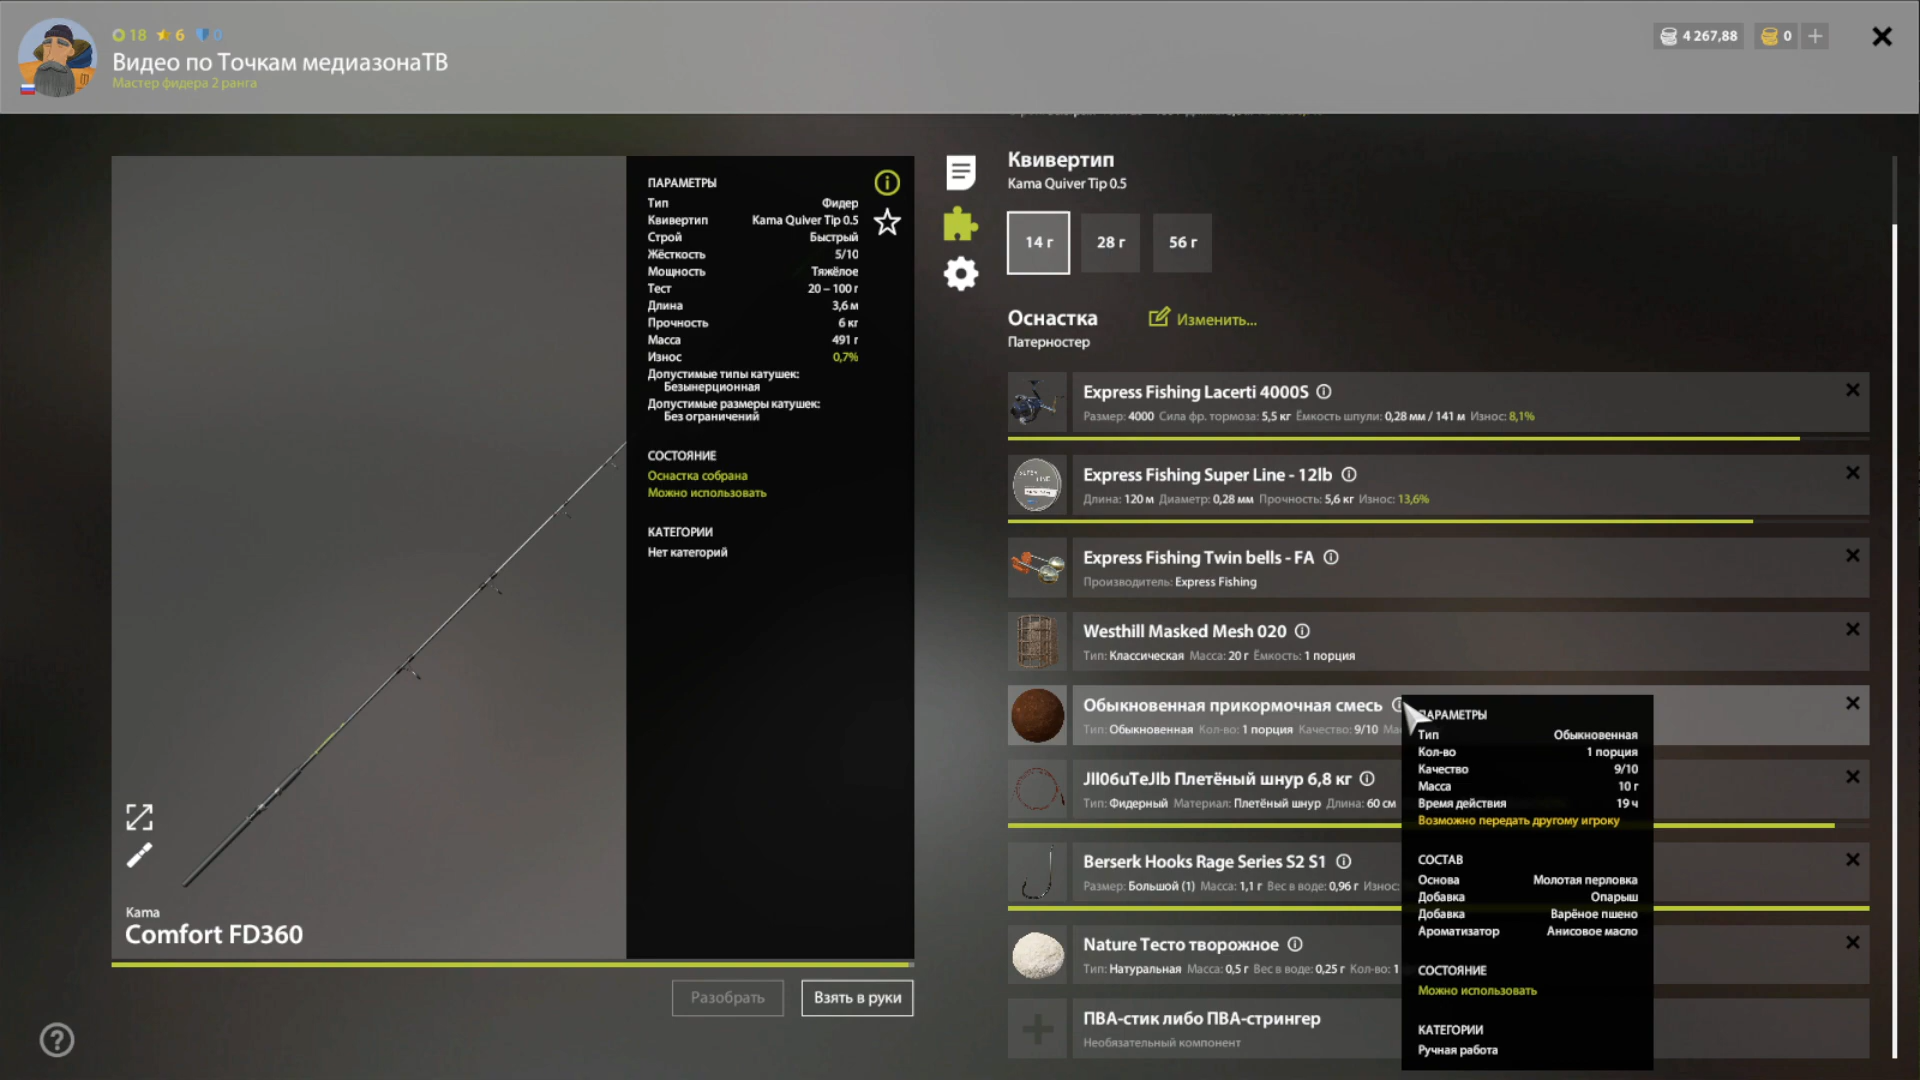 18 6 0
Видео по Точкам медиазонаТВ
Мастер фидера 2 ранга
4 267,88
0
ПАРАМЕТРЫ
Тип Фидер
Квивертип Kama Quiver Tip 0.5
Строй Быстрый
Жёсткость 5/10
Мощность Тяжёлое
Тест 20 – 100 г
Длина 3,6 м
Прочность 6 кг
Масса 491 г
Износ 0,7%
Допустимые типы катушек:
Безынерционная
Допустимые размеры катушек:
Без ограничений
СОСТОЯНИЕ
Оснастка собрана
Можно использовать
КАТЕГОРИИ
Нет категорий
Kama
Comfort FD360
Разобрать
Взять в руки
?
Квивертип
Kama Quiver Tip 0.5
14 г
28 г
56 г
Оснастка
Изменить...
Патерностер
Express Fishing Lacerti 4000S
Размер: 4000 Сила фр. тормоза: 5,5 кг Ёмкость шпули: 0,28 мм / 141 м Износ: 8,1%
Express Fishing Super Line - 12lb
Длина: 120 м Диаметр: 0,28 мм Прочность: 5,6 кг Износ: 13,6%
Express Fishing Twin bells - FA
Производитель: Express Fishing
Westhill Masked Mesh 020
Тип: Классическая Масса: 20 г Ёмкость: 1 порция
Обыкновенная прикормочная смесь
Тип: Обыкновенная Кол-во: 1 порция Качество: 9/10 Ма
JII06uTeJIb Плетёный шнур 6,8 кг
Тип: Фидерный Материал: Плетёный шнур Длина: 60 см
Berserk Hooks Rage Series S2 S1
Размер: Большой (1) Масса: 1,1 г Вес в воде: 0,96 г Износ:
Nature Тесто творожное
Тип: Натуральная Масса: 0,5 г Вес в воде: 0,25 г Кол-во: 1
ПВА-стик либо ПВА-стрингер
Необязательный компонент
ПАРАМЕТРЫ
Тип Обыкновенная
Кол-во 1 порция
Качество 9/10
Масса 10 г
Время действия 19 ч
Возможно передать другому игроку
СОСТАВ
Основа Молотая перловка
Добавка Опарыш
Добавка Варёное пшено
Ароматизатор Анисовое масло
СОСТОЯНИЕ
Можно использовать
КАТЕГОРИИ
Ручная работа